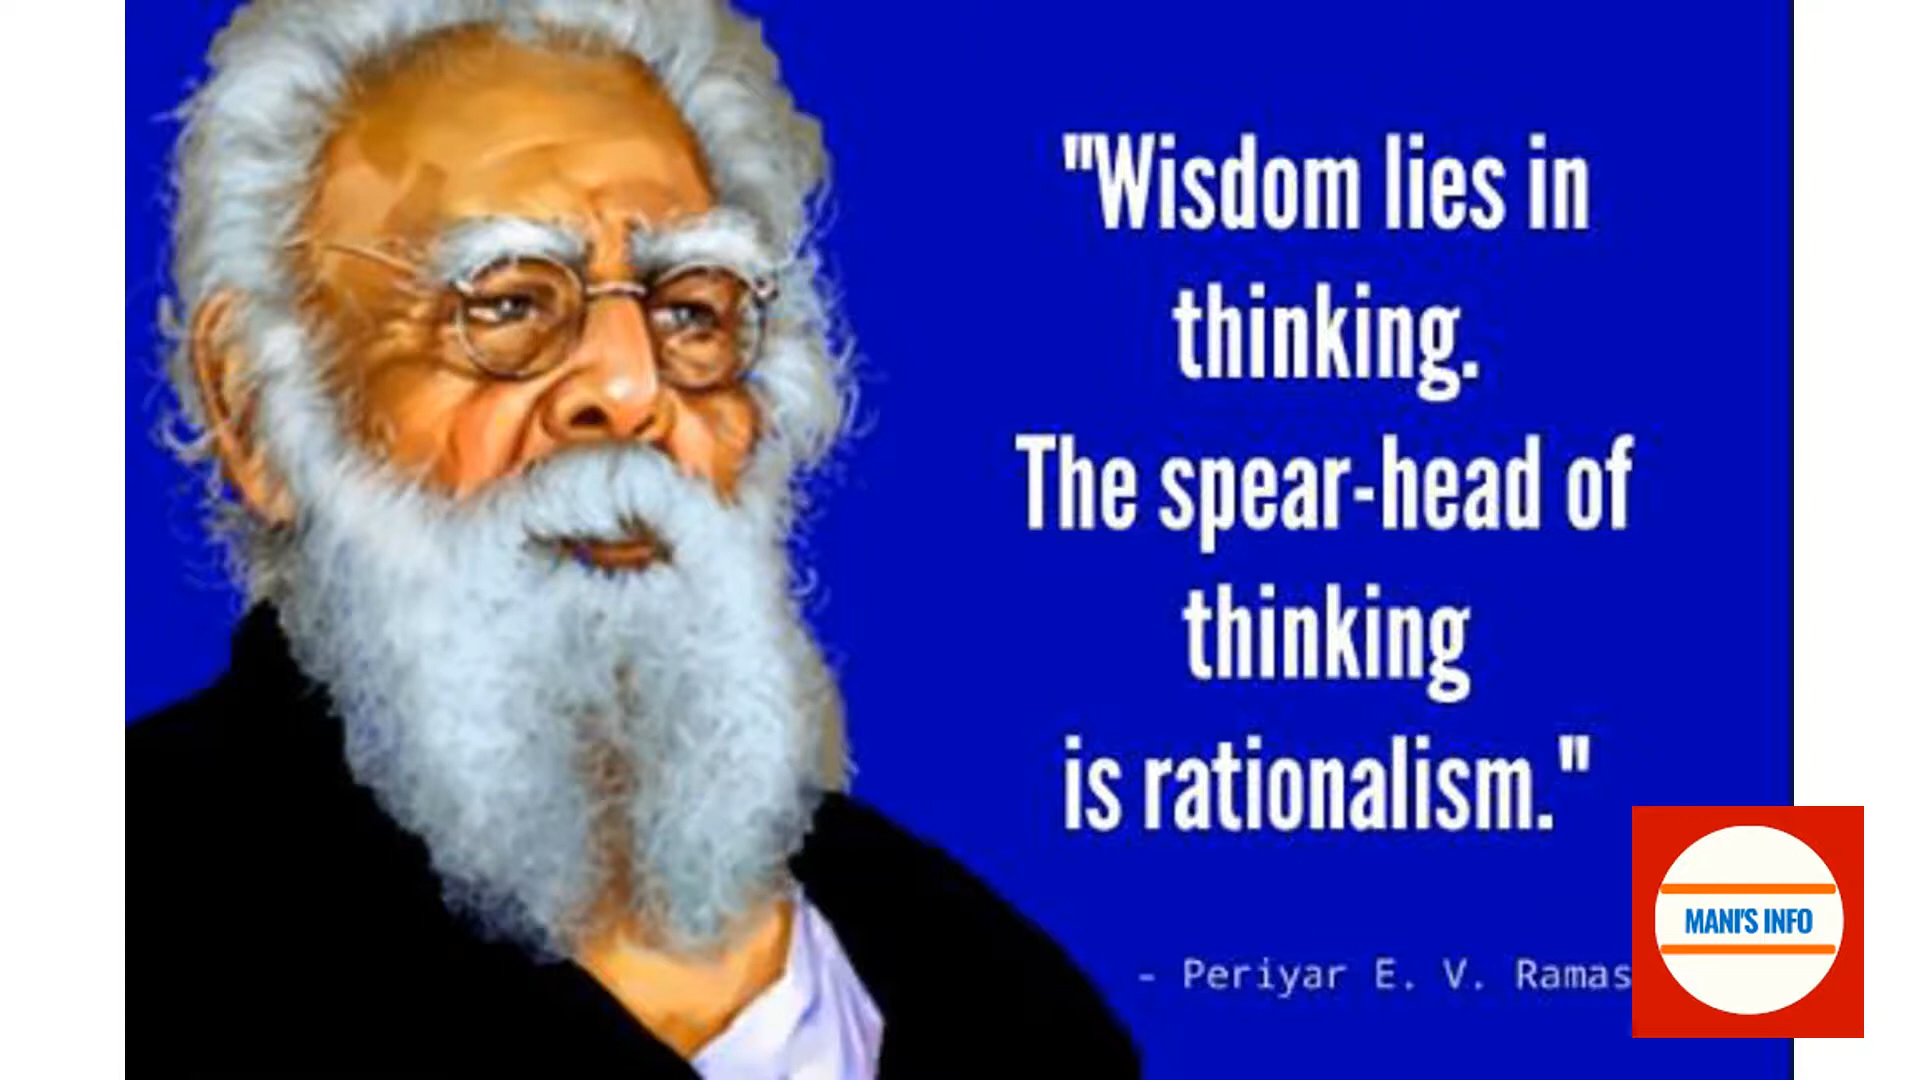 "Wisdom lies in
thinking.
The spear-head of
thinking
is rationalism."
- Periyar E. V. Ramas
MANI'S INFO